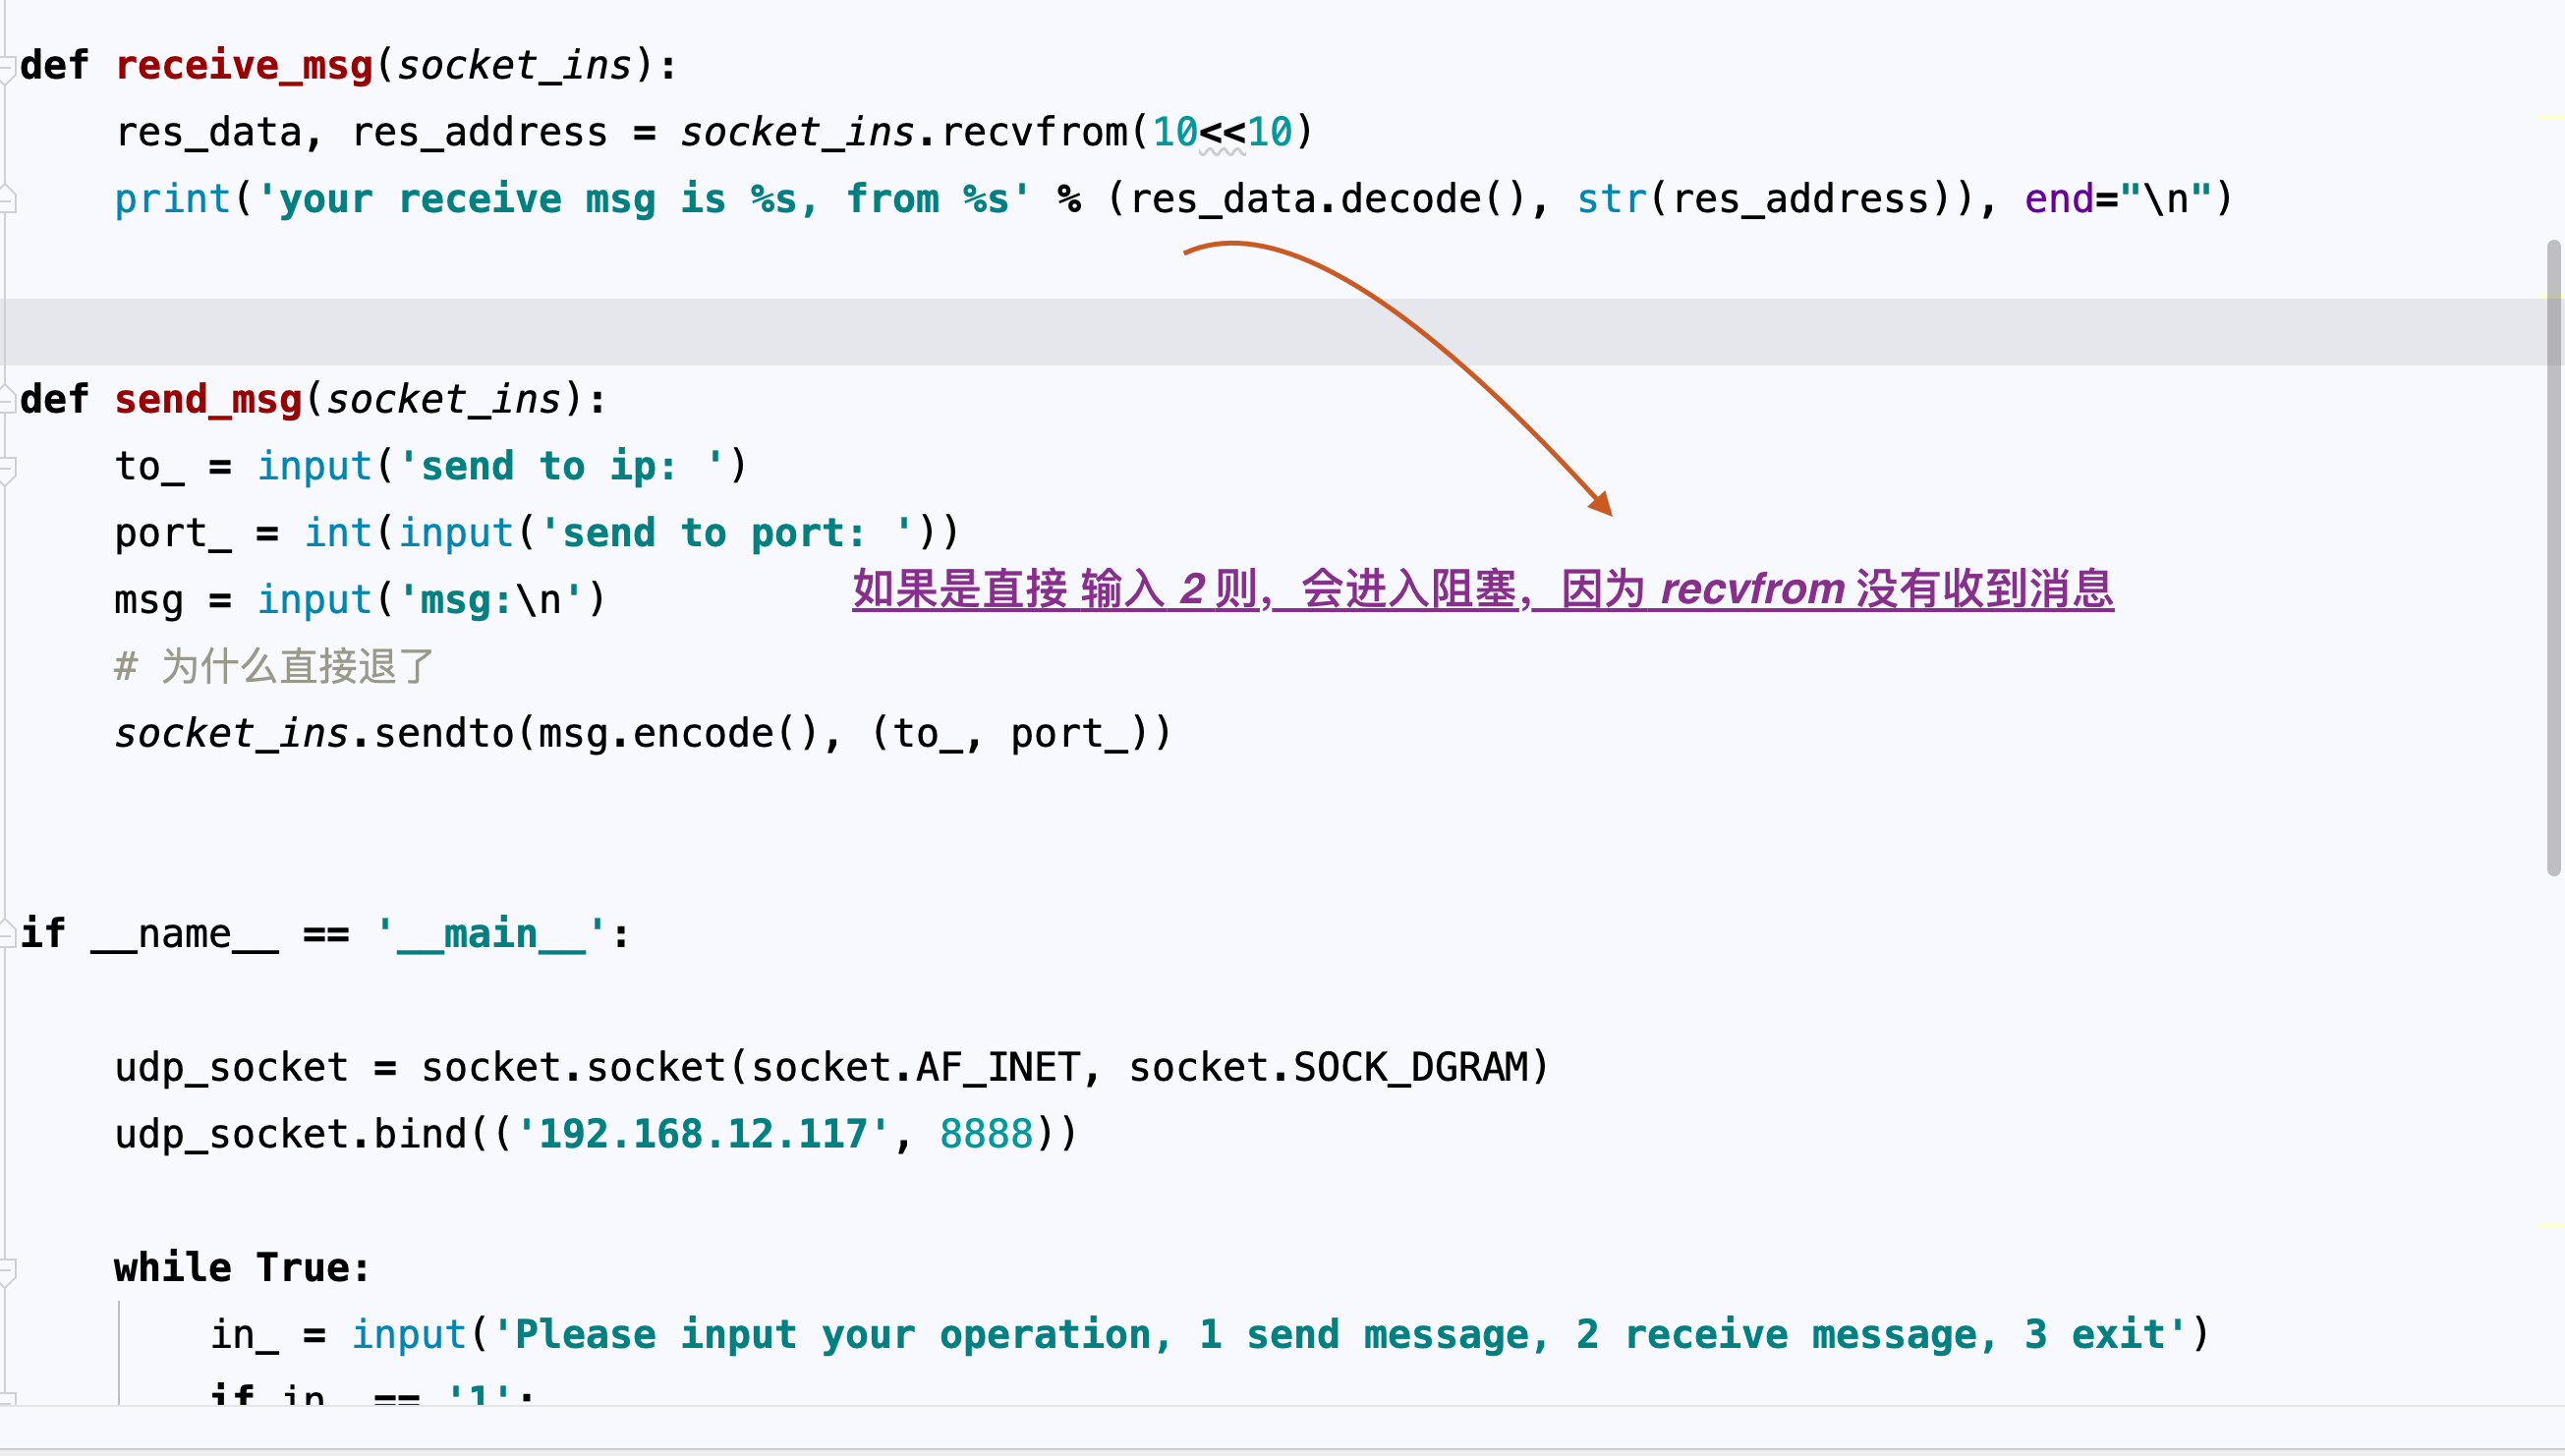 def receive_msg(socket_ins):
    res_data, res_address = socket_ins.recvfrom(10<<10)
    print('your receive msg is %s, from %s' % (res_data.decode(), str(res_address)), end="\n")
def send_msg(socket_ins):
    to_ = input('send to ip: ')
    port_ = int(input('send to port: '))
如果是直接 输入 2 则，会进入阻塞，因为 recvfrom 没有收到消息
    msg = input('msg:\n')
    # 为什么直接退了
    socket_ins.sendto(msg.encode(), (to_, port_))
if __name__ == '__main__':
    udp_socket = socket.socket(socket.AF_INET, socket.SOCK_DGRAM)
    udp_socket.bind(('192.168.12.117', 8888))
    while True:
        in_ = input('Please input your operation, 1 send message, 2 receive message, 3 exit')
        if in_ == '1':